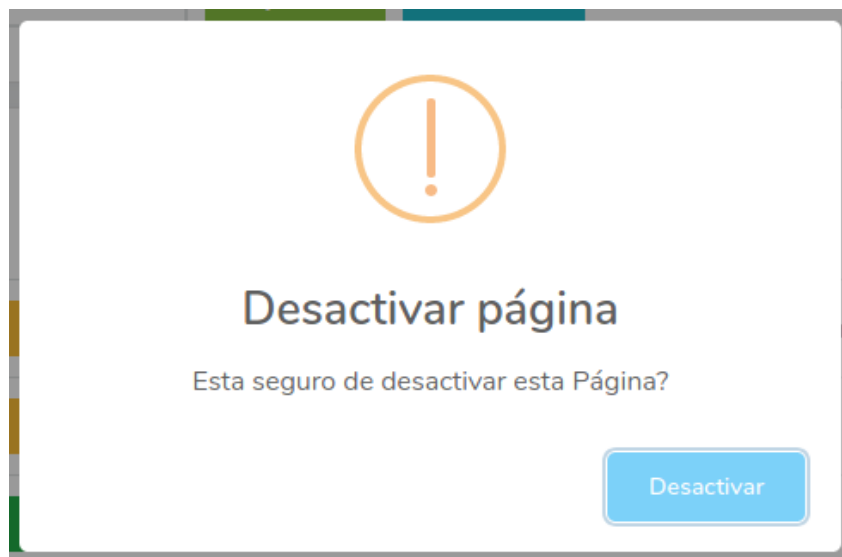 Desactivar página
Esta seguro de desactivar esta Página?
Desactivar